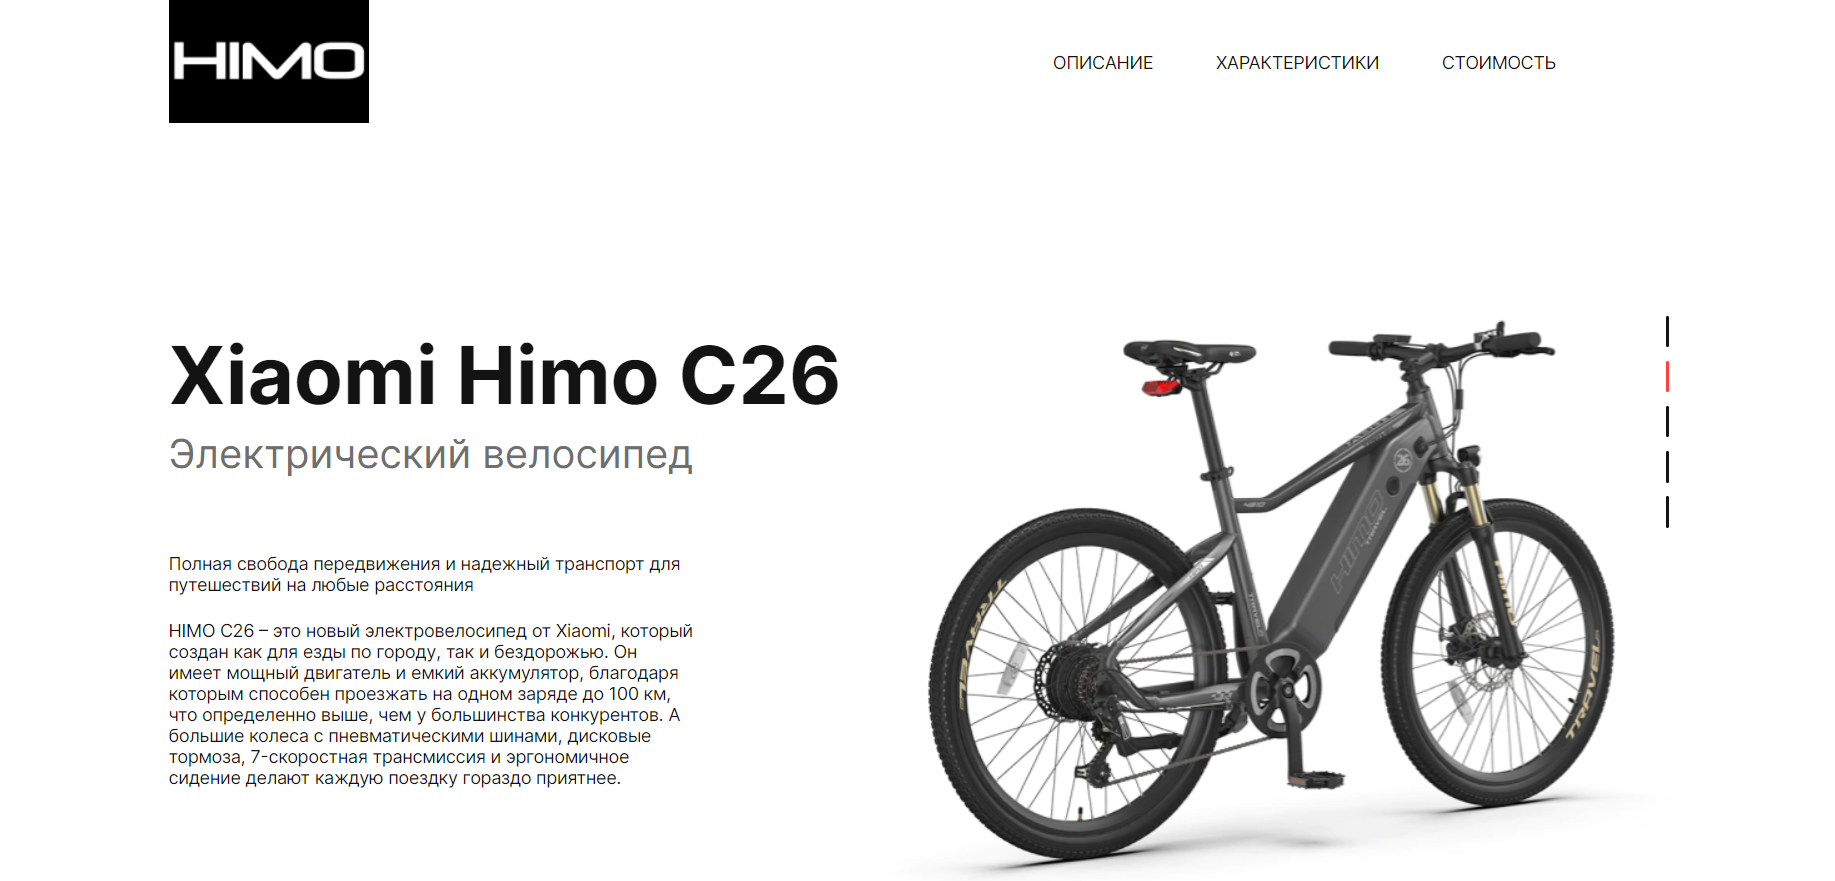 HIMO
ОПИСАНИЕ ХАРАКТЕРИСТИКИ СТОИМОСТЬ
Xiaomi Himo C26
Электрический велосипед
Полная свобода передвижения и надежный транспорт для
путешествий на любые расстояния
HIMO C26 – это новый электровелосипед от Xiaomi, который
создан как для езды по городу, так и бездорожью. Он
имеет мощный двигатель и емкий аккумулятор, благодаря
которым способен проезжать на одном заряде до 100 км,
что определенно выше, чем у большинства конкурентов. А
большие колеса с пневматическими шинами, дисковые
тормоза, 7-скоростная трансмиссия и эргономичное
сидение делают каждую поездку гораздо приятнее.
26
HIMO
TRAVEL
HIMO
TRAVEL
TRAVEL